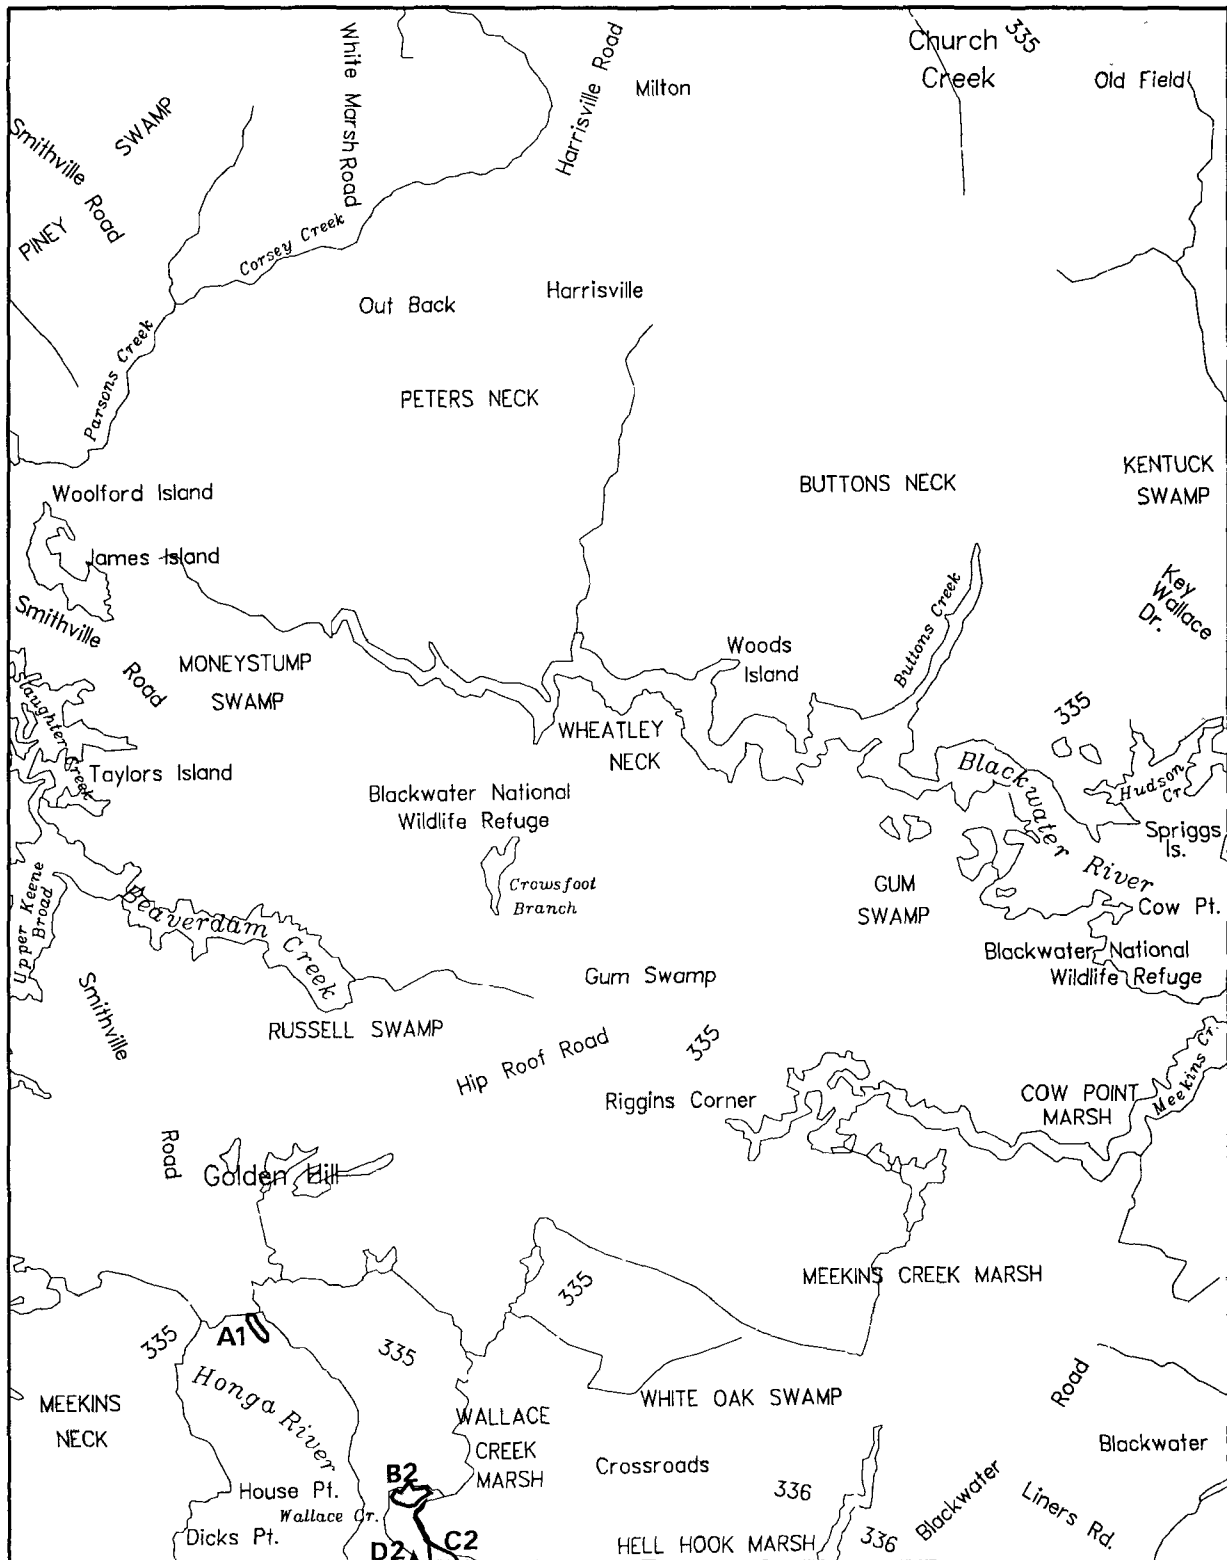 Church
Creek
335
White Marsh Road
Harrisville Road
Milton
Old Field
SWAMP
Smithville Road
PINEY
Corsey Creek
Out Back
Harrisville
Parsons Creek
PETERS NECK
KENTUCK
SWAMP
BUTTONS NECK
Woolford Island
James Island
Buttons Creek
Key
Wallace
Dr.
Smithville
Road
MONEYSTUMP
SWAMP
Woods
Island
335
Slaughter Creek
WHEATLEY
NECK
Taylors Island
Blackwater River
Hudson
Cr
Blackwater National
Wildlife Refuge
Spriggs
Is.
Upper Keene
Broad
Beaverdam Creek
Crowsfoot
Branch
GUM
SWAMP
Cow Pt.
Blackwater National
Wildlife Refuge
Gum Swamp
Smithville
RUSSELL SWAMP
Hip Roof Road
335
Riggins Corner
COW POINT
MARSH
Meekins Cr.
Road
Golden Hill
335
MEEKINS CREEK MARSH
A1
335
335
Honga River
MEEKINS
NECK
WHITE OAK SWAMP
Road
WALLACE
CREEK
MARSH
Crossroads
Blackwater
B2
House Pt.
Wallace Cr.
336
Blackwater
Liners Rd.
Dicks Pt.
D2
C2
HELL HOOK MARSH
336